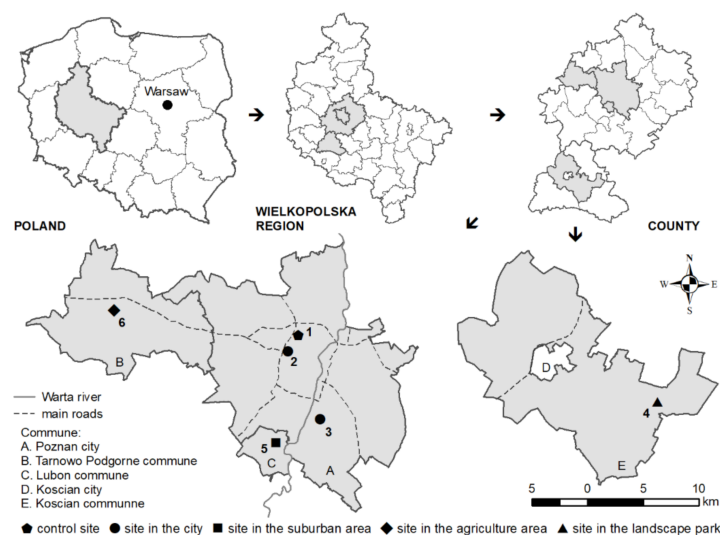 Warsaw
POLAND
WIELKOPOLSKA
REGION
COUNTY
N
W E
S
1
2
3
4
5
6
A
B
C
D
E
Warta river
main roads
Commune:
A. Poznan city
B. Tarnowo Podgorne commune
C. Lubon commune
D. Koscian city
E. Koscian communne
5 0 5 10
km
control site site in the city site in the suburban area site in the agriculture area site in the landscape park